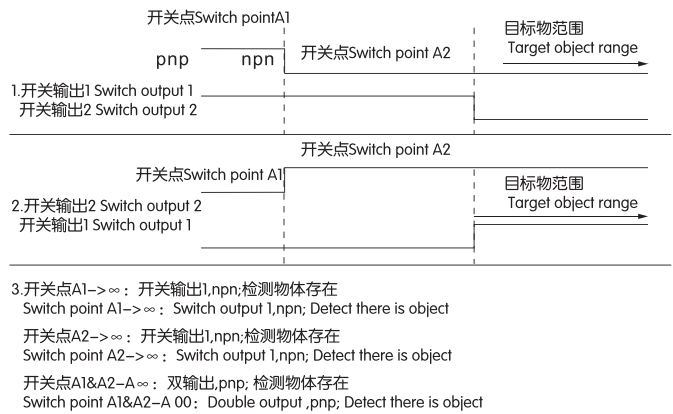 开关点Switch pointA1
目标物范围
开关点Switch point A2
Target object range
pnp npn
1.开关输出1 Switch output 1
开关输出2 Switch output 2
开关点Switch point A2
开关点Switch point A1
目标物范围
2.开关输出2 Switch output 2
Target object range
开关输出1 Switch output 1
3.开关点A1->∞：开关输出1,npn;检测物体存在
Switch point A1->∞：Switch output 1,npn; Detect there is object
开关点A2->∞：开关输出1,npn;检测物体存在
Switch point A2->∞：Switch output 1,npn; Detect there is object
开关点A1&A2-A∞：双输出,pnp; 检测物体存在
Switch point A1&A2-A 00：Double output ,pnp; Detect there is object